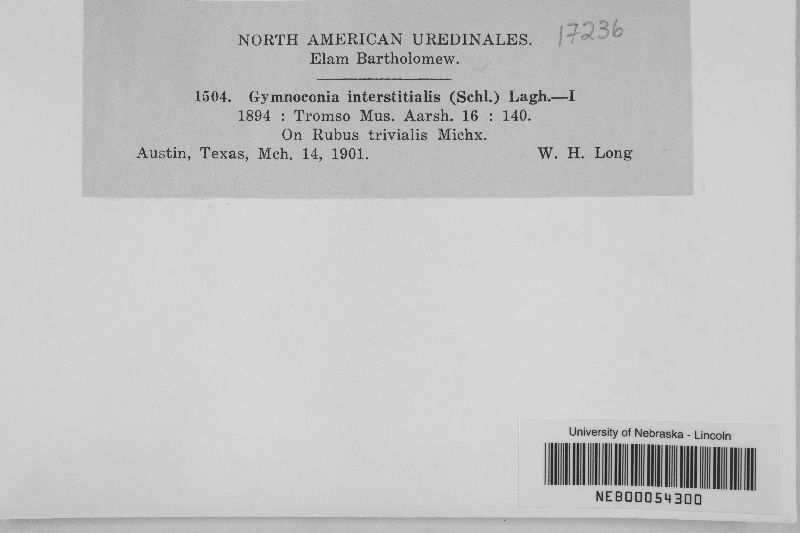 NORTH AMERICAN UREDINALES. 17236
Elam Bartholomew.
1504. Gymnoconia interstitialis (Schl.) Lagh.—I
1894 : Tromso Mus. Aarsh. 16 : 140.
On Rubus trivialis Michx.
Austin, Texas, Mch. 14, 1901. W. H. Long
University of Nebraska - Lincoln
NEB00054300